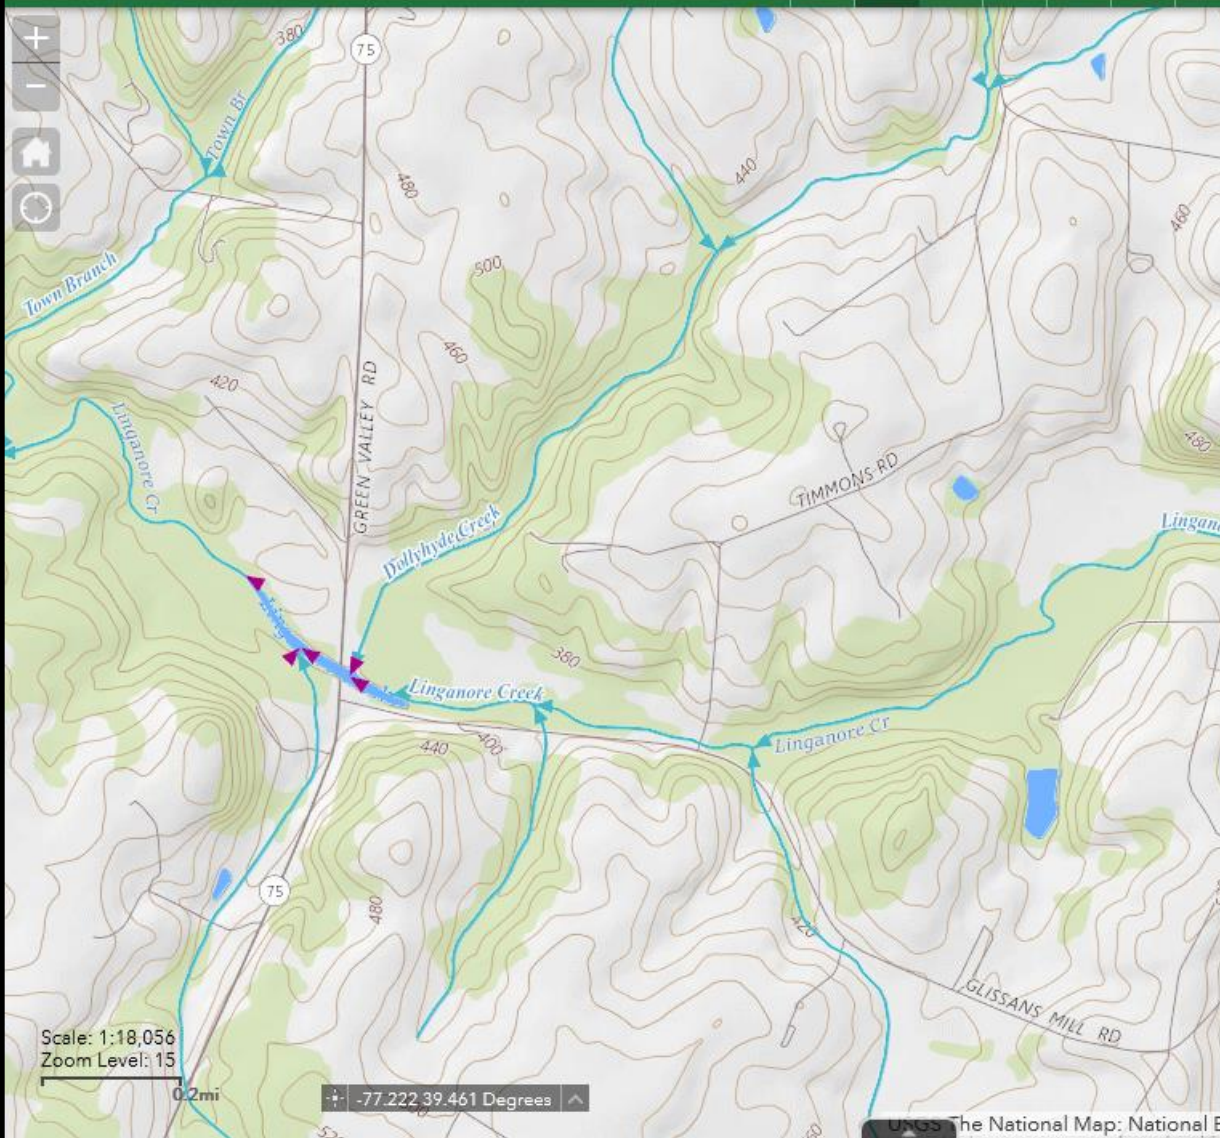 +
−
380
75
Town Br
480
440
460
Town Branch
500
460
420
Linganore Cr
GREEN VALLEY RD
480
TIMMONS RD
Dollyhyde Creek
Lingan
380
Linganore Creek
Linganore Cr
440
400
75
480
420
GLISSANS MILL RD
Scale: 1:18,056
Zoom Level: 15
0.2mi
-77.222 39.461 Degrees
USGS The National Map: National B